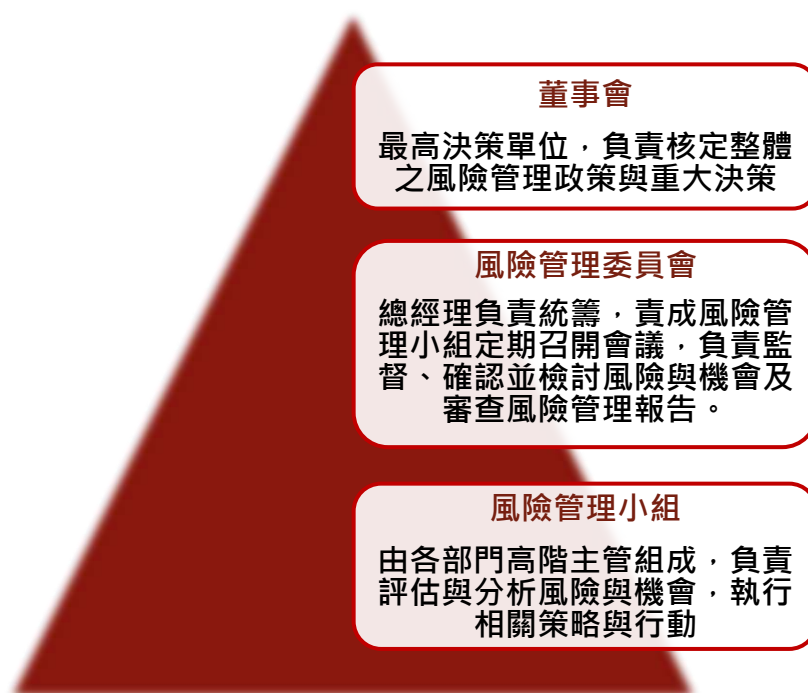 董事會
最高決策單位，負責核定整體
之風險管理政策與重大決策
風險管理委員會
總經理負責統籌，責成風險管
理小組定期召開會議，負責監
督、確認並檢討風險與機會及
審查風險管理報告。
風險管理小組
由各部門高階主管組成，負責
評估與分析風險與機會，執行
相關策略與行動